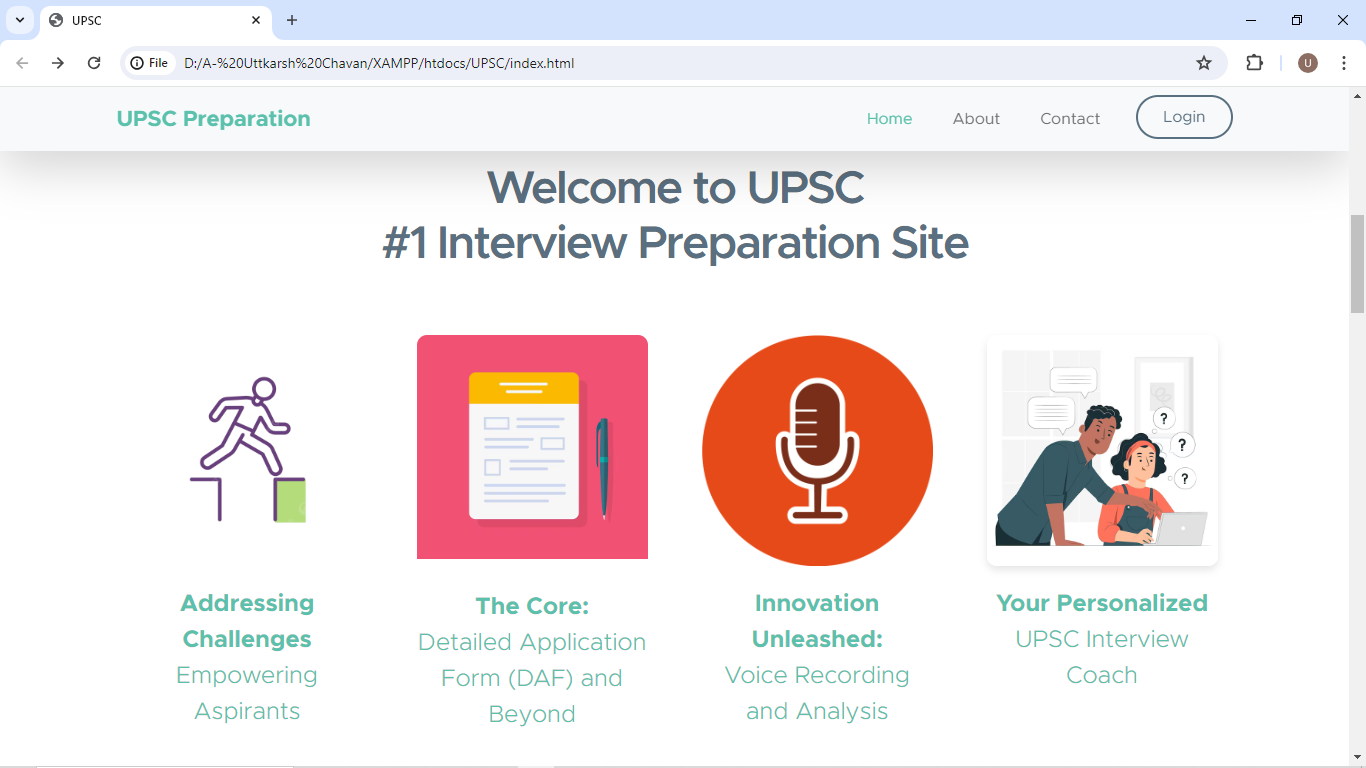 UPSC
File
D:/A-%20Uttkarsh%20Chavan/XAMPP/htdocs/UPSC/index.html
U
UPSC Preparation
Home
About
Contact
Login
Welcome to UPSC
#1 Interview Preparation Site
?
?
?
Addressing
Challenges
Empowering
Aspirants
The Core:
Detailed Application
Form (DAF) and
Beyond
Innovation
Unleashed:
Voice Recording
and Analysis
Your Personalized
UPSC Interview
Coach